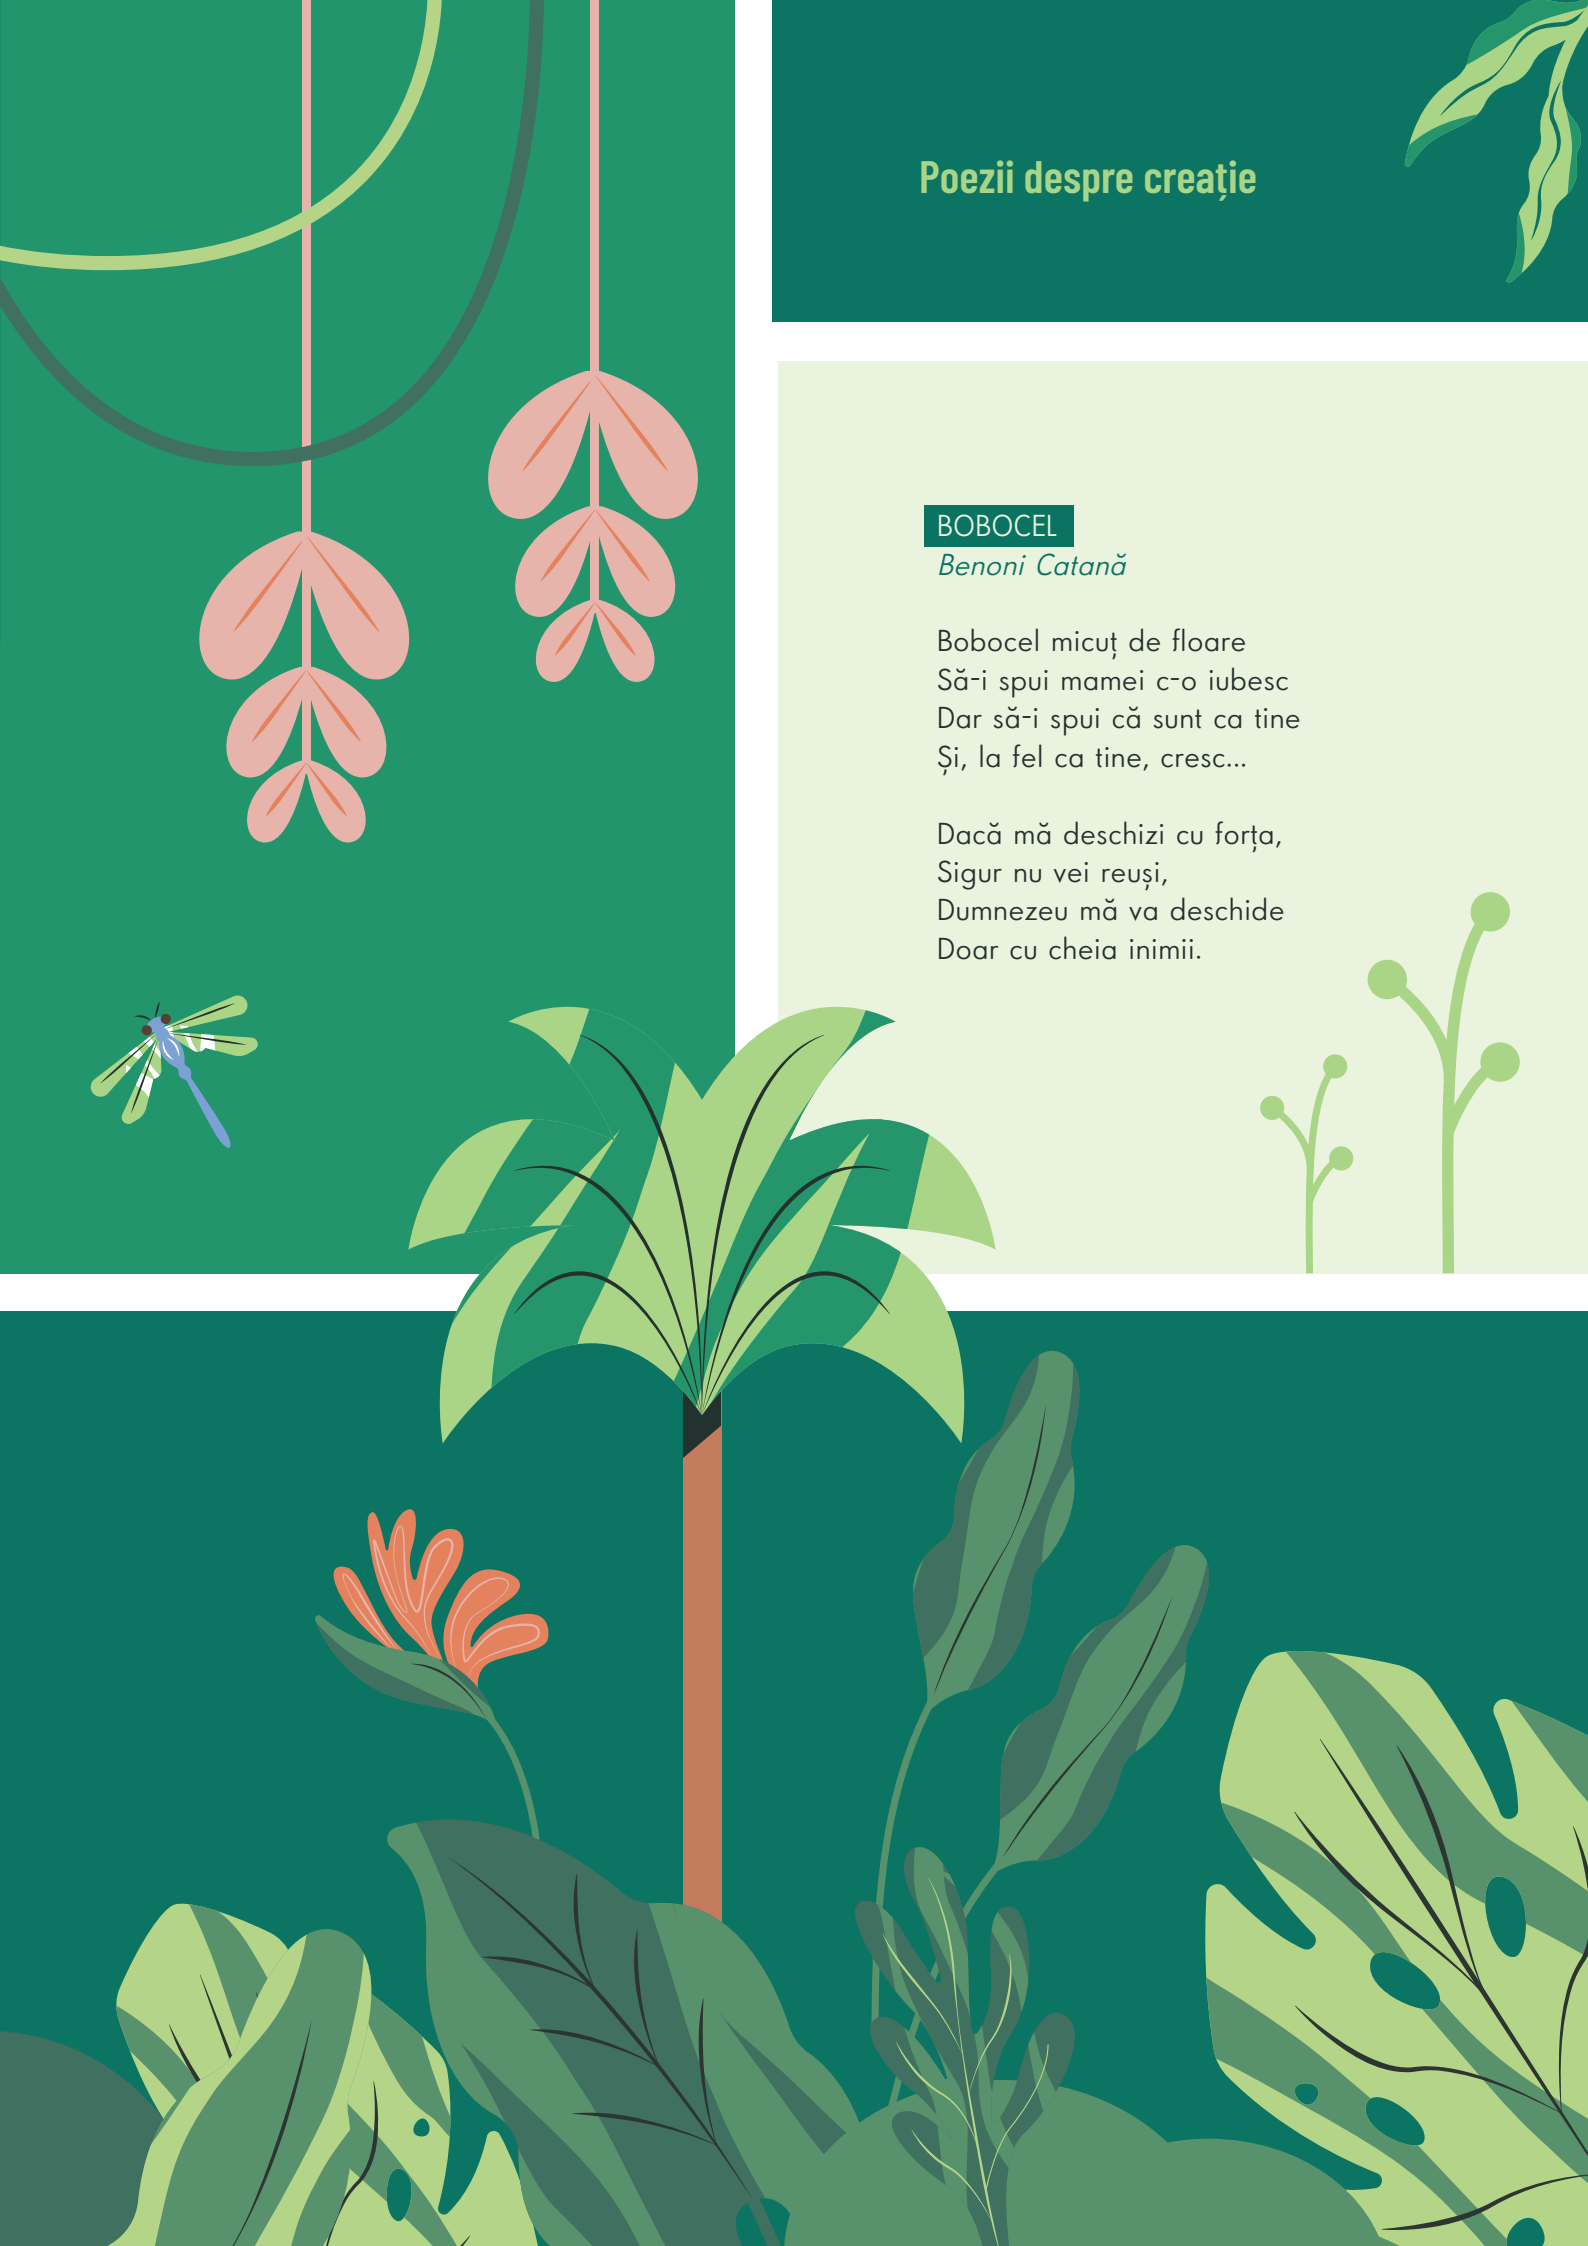 Poezii despre creație
BOBOCEL
Benoni Catană
Bobocel micuț de floare
Să-i spui mamei c-o iubesc
Dar să-i spui că sunt ca tine
Și, la fel ca tine, cresc...
Dacă mă deschizi cu forța,
Sigur nu vei reuși,
Dumnezeu mă va deschide
Doar cu cheia inimii.